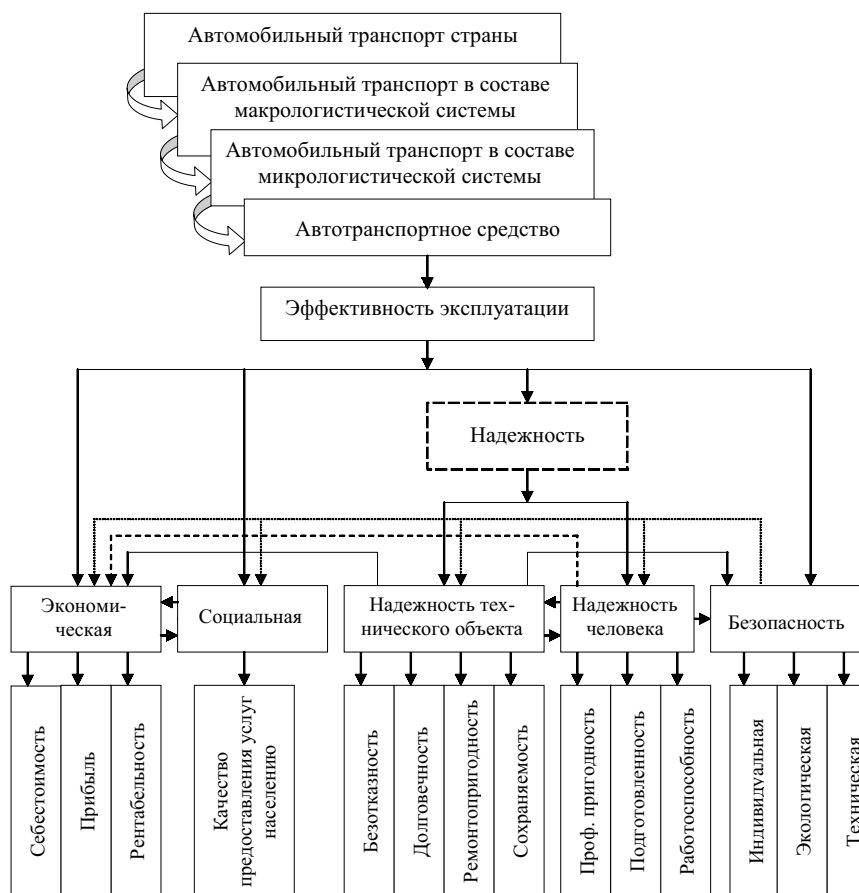 Автомобильный транспорт страны
Автомобильный транспорт в составе
макрологистической системы
Автомобильный транспорт в составе
микрологистической системы
Автотранспортное средство
Эффективность эксплуатации
Надежность
Экономи-
ческая
Социальная
Надежность тех-
нического объекта
Надежность
человека
Безопасность
Себестоимость
Прибыль
Рентабельность
Качество
предоставления услуг
населению
Безотказность
Долговечность
Ремонтопригодность
Сохраняемость
Проф. пригодность
Подготовленность
Работоспособность
Индивидуальная
Экологическая
Техническая